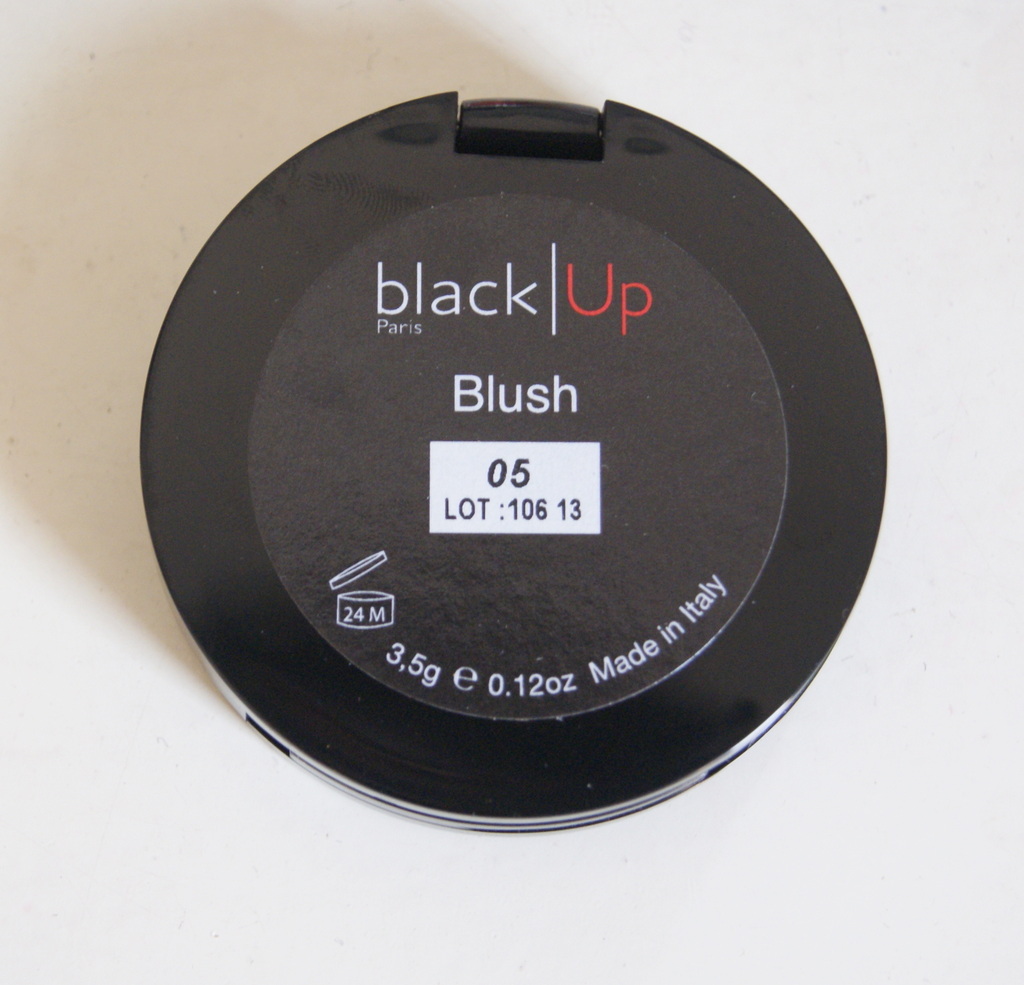 black|Up
Paris
Blush
05
LOT :106 13
24 M
3,5g ℮ 0.12oz Made in Italy